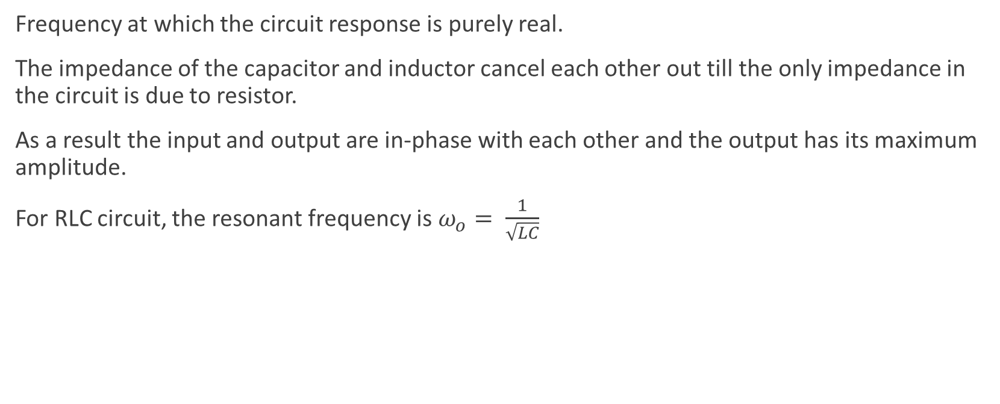 Frequency at which the circuit response is purely real.
The impedance of the capacitor and inductor cancel each other out till the only impedance in
the circuit is due to resistor.
As a result the input and output are in-phase with each other and the output has its maximum
amplitude.
For RLC circuit, the resonant frequency is ω₀ = 1/√LC